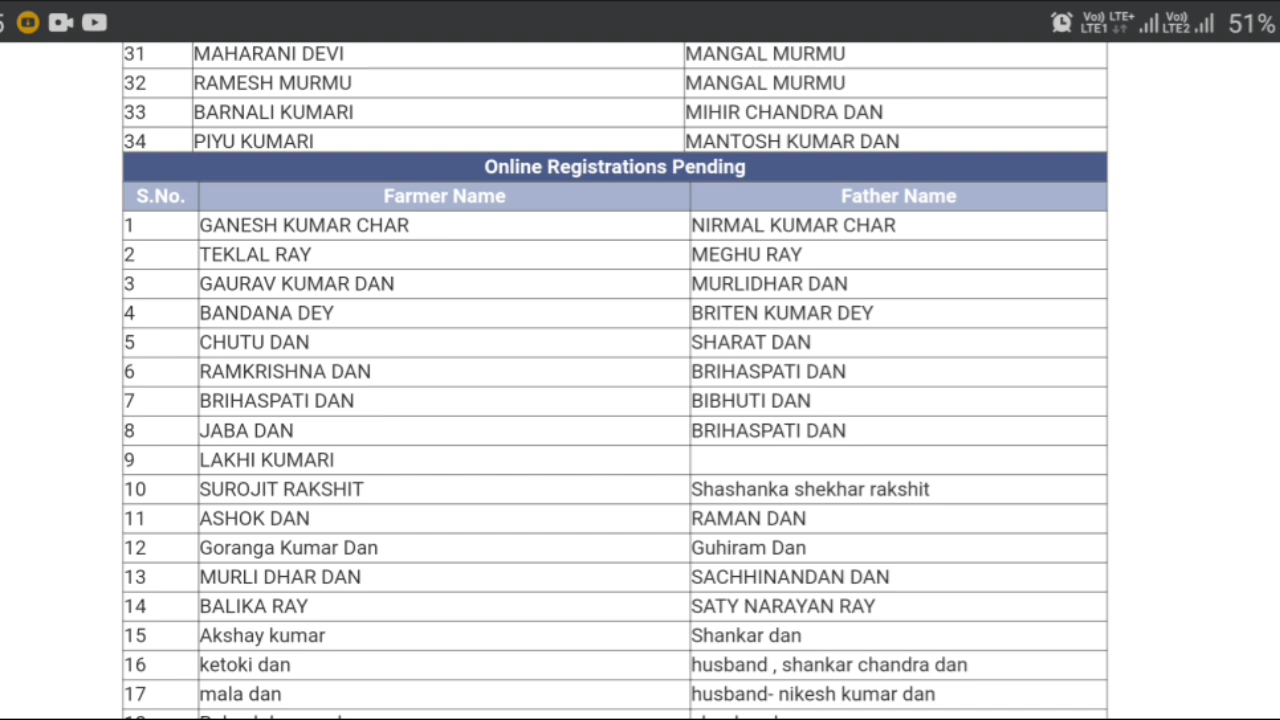 5 Vo) LTE+ LTE1 Vo) LTE2 51%
31 MAHARANI DEVI MANGAL MURMU
32 RAMESH MURMU MANGAL MURMU
33 BARNALI KUMARI MIHIR CHANDRA DAN
34 PIYU KUMARI MANTOSH KUMAR DAN
Online Registrations Pending
S.No. Farmer Name Father Name
1 GANESH KUMAR CHAR NIRMAL KUMAR CHAR
2 TEKLAL RAY MEGHU RAY
3 GAURAV KUMAR DAN MURLIDHAR DAN
4 BANDANA DEY BRITEN KUMAR DEY
5 CHUTU DAN SHARAT DAN
6 RAMKRISHNA DAN BRIHASPATI DAN
7 BRIHASPATI DAN BIBHUTI DAN
8 JABA DAN BRIHASPATI DAN
9 LAKHI KUMARI
10 SUROJIT RAKSHIT Shashanka shekhar rakshit
11 ASHOK DAN RAMAN DAN
12 Goranga Kumar Dan Guhiram Dan
13 MURLI DHAR DAN SACHHINANDAN DAN
14 BALIKA RAY SATY NARAYAN RAY
15 Akshay kumar Shankar dan
16 ketoki dan husband , shankar chandra dan
17 mala dan husband- nikesh kumar dan